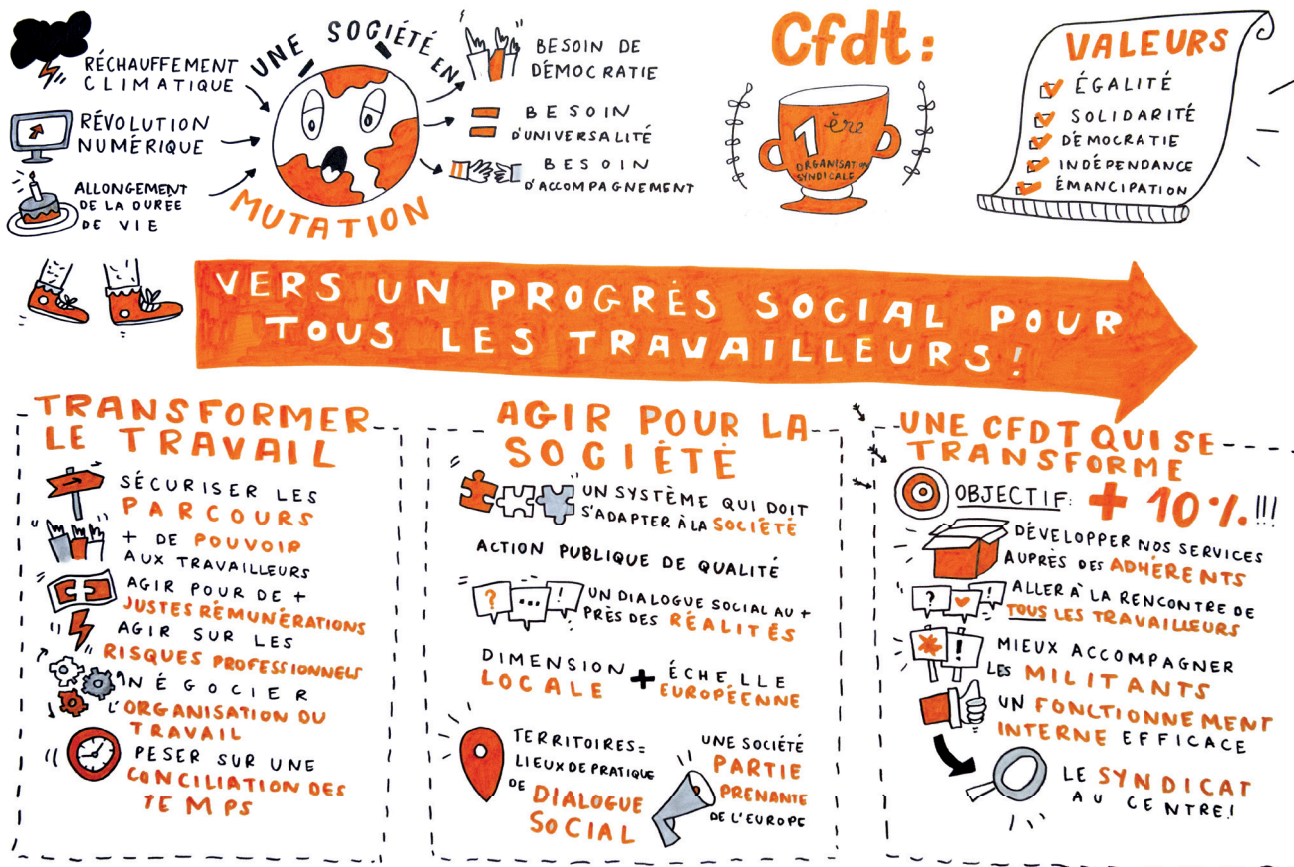 RÉCHAUFFEMENT
CLIMATIQUE
RÉVOLUTION
NUMÉRIQUE
ALLONGEMENT
DE LA DURÉE
DE VIE
UNE SOCIÉTÉ EN
MUTATION
BESOIN DE
DÉMOCRATIE
BESOIN
D'UNIVERSALITÉ
BESOIN
D'ACCOMPAGNEMENT
Cfdt:
1ère
ORGANISATION
SYNDICALE
VALEURS
ÉGALITÉ
SOLIDARITÉ
DÉMOCRATIE
INDÉPENDANCE
ÉMANCIPATION
VERS UN PROGRÈS SOCIAL POUR
TOUS LES TRAVAILLEURS!
TRANSFORMER
LE TRAVAIL
SÉCURISER LES
PARCOURS
+ DE POUVOIR
AUX TRAVAILLEURS
AGIR POUR DE +
JUSTES RÉMUNÉRATIONS
AGIR SUR LES
RISQUES PROFESSIONNELS
NÉGOCIER
L'ORGANISATION DU
TRAVAIL
PESER SUR UNE
CONCILIATION DES
TEMPS
AGIR POUR LA
SOCIÉTÉ
UN SYSTÈME QUI DOIT
S'ADAPTER À LA SOCIÉTÉ
ACTION PUBLIQUE DE QUALITÉ
? ... !
UN DIALOGUE SOCIAL AU +
PRÈS DES RÉALITÉS
DIMENSION
LOCALE
+
ÉCHELLE
EUROPÉENNE
TERRITOIRES =
LIEUX DE PRATIQUE
DE DIALOGUE
SOCIAL
UNE SOCIÉTÉ
PARTIE
PRENANTE
DE L'EUROPE
UNE CFDT QUI SE
TRANSFORME
OBJECTIF: + 10%!!!
DÉVELOPPER NOS SERVICES
AUPRÈS DES ADHÉRENTS
? !
ALLER À LA RENCONTRE DE
TOUS LES TRAVAILLEURS
!
MIEUX ACCOMPAGNER
LES MILITANTS
UN FONCTIONNEMENT
INTERNE EFFICACE
LE SYNDICAT
AU CENTRE!